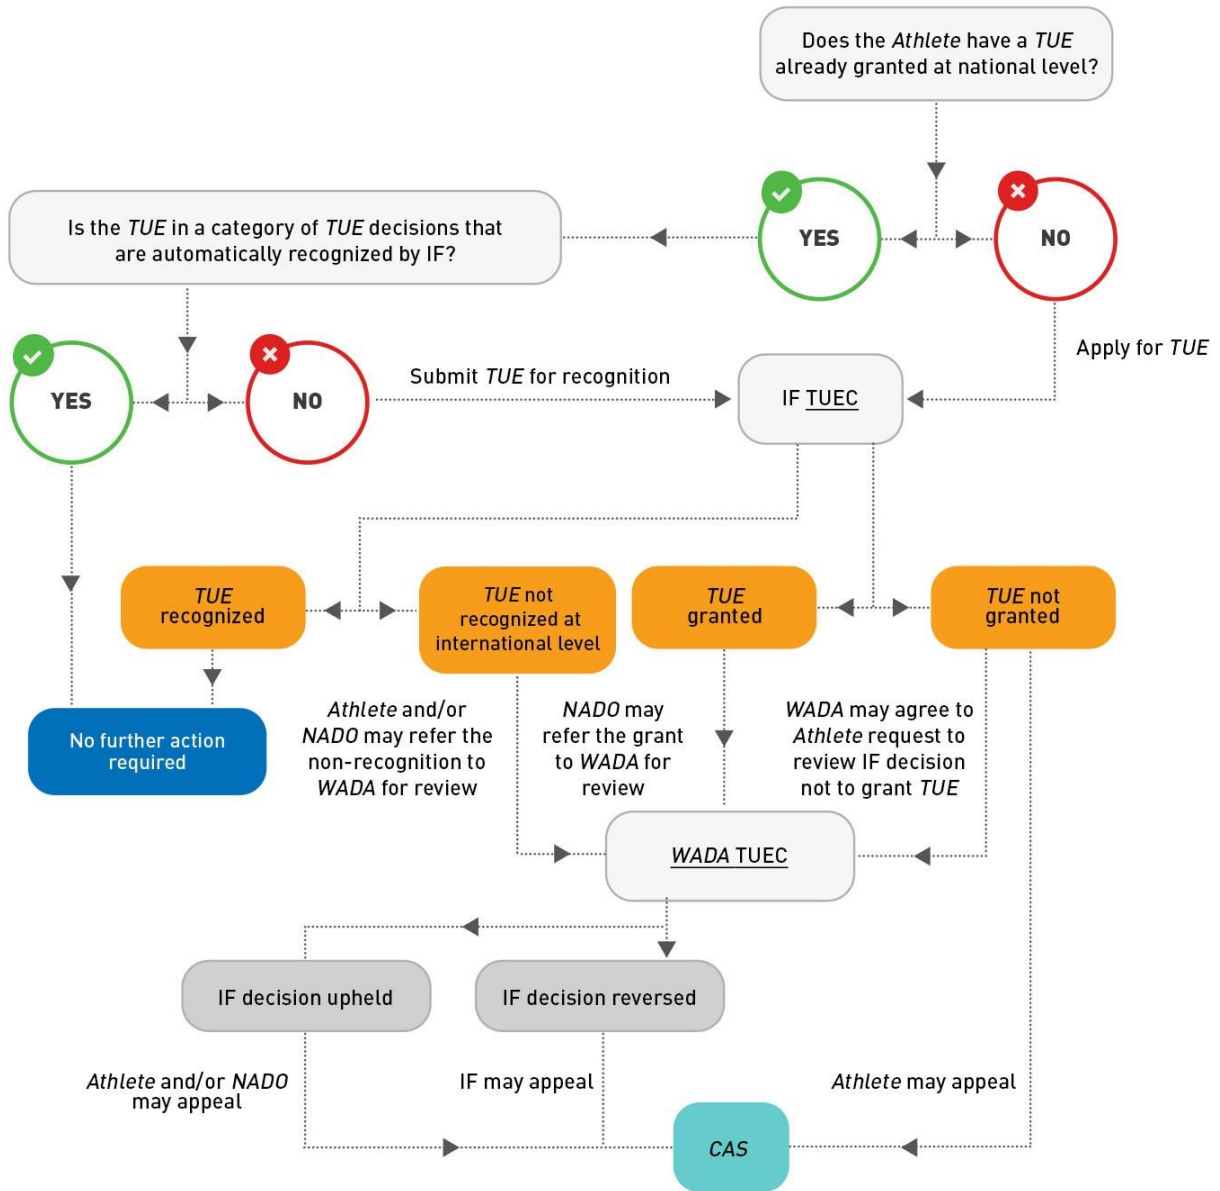 Does the Athlete have a TUE
already granted at national level?
Is the TUE in a category of TUE decisions that
are automatically recognized by IF?
YES
NO
YES
NO
Submit TUE for recognition
IF TUEC
Apply for TUE
TUE
recognized
TUE not
recognized at
international level
TUE
granted
TUE not
granted
No further action
required
Athlete and/or
NADO may refer the
non-recognition to
WADA for review
NADO may
refer the grant
to WADA for
review
WADA may agree to
Athlete request to
review IF decision
not to grant TUE
WADA TUEC
IF decision upheld
IF decision reversed
Athlete and/or NADO
may appeal
IF may appeal
Athlete may appeal
CAS